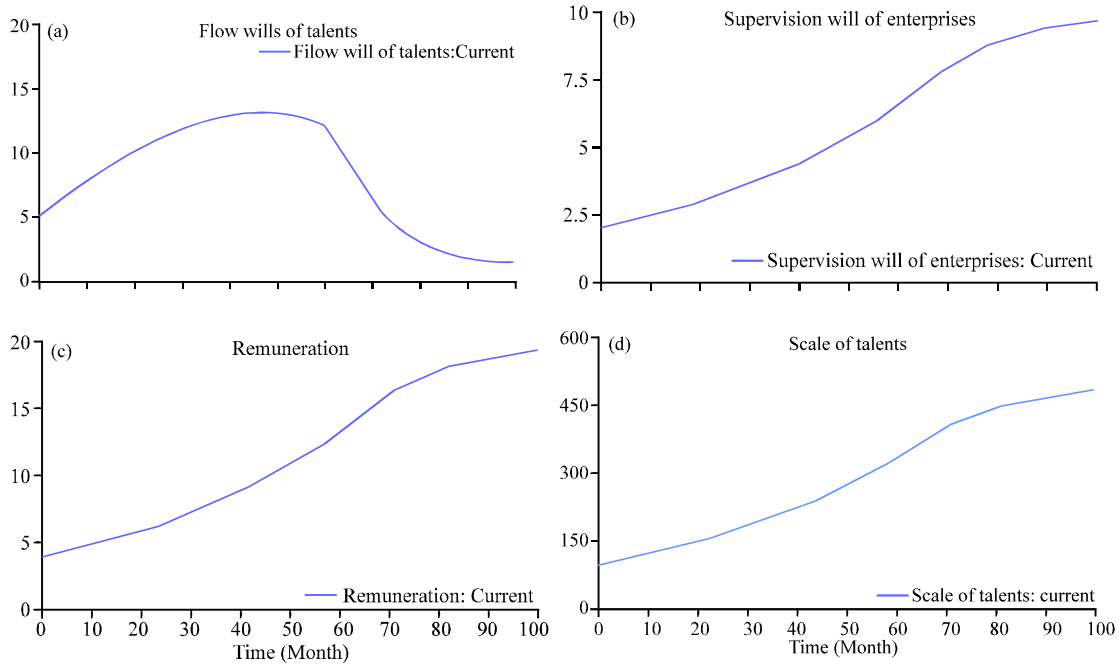 (a)
Flow wills of talents
Filow will of talents:Current
20
15
10
5
0
(b)
Supervision will of enterprises
10
7.5
5
2.5
0
Supervision will of enterprises: Current
(c)
Remuneration
20
15
10
5
0
Remuneration: Current
0 10 20 30 40 50 60 70 80 90 100
Time (Month)
(d)
Scale of talents
600
450
300
150
0
Scale of talents: current
0 10 20 30 40 50 60 70 80 90 100
Time (Month)